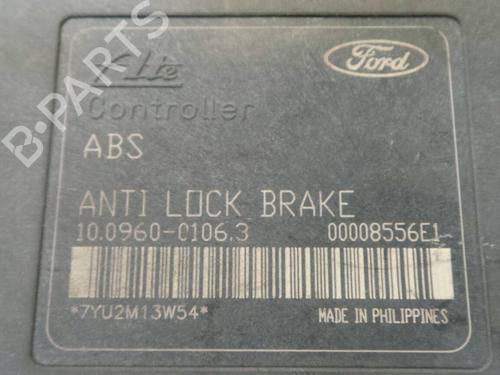 Ate
Ford
Controller
ABS
ANTI LOCK BRAKE
10.0960-0106.3 00008556E1
*7YU2M13W54* MADE IN PHILIPPINES
B-PARTS